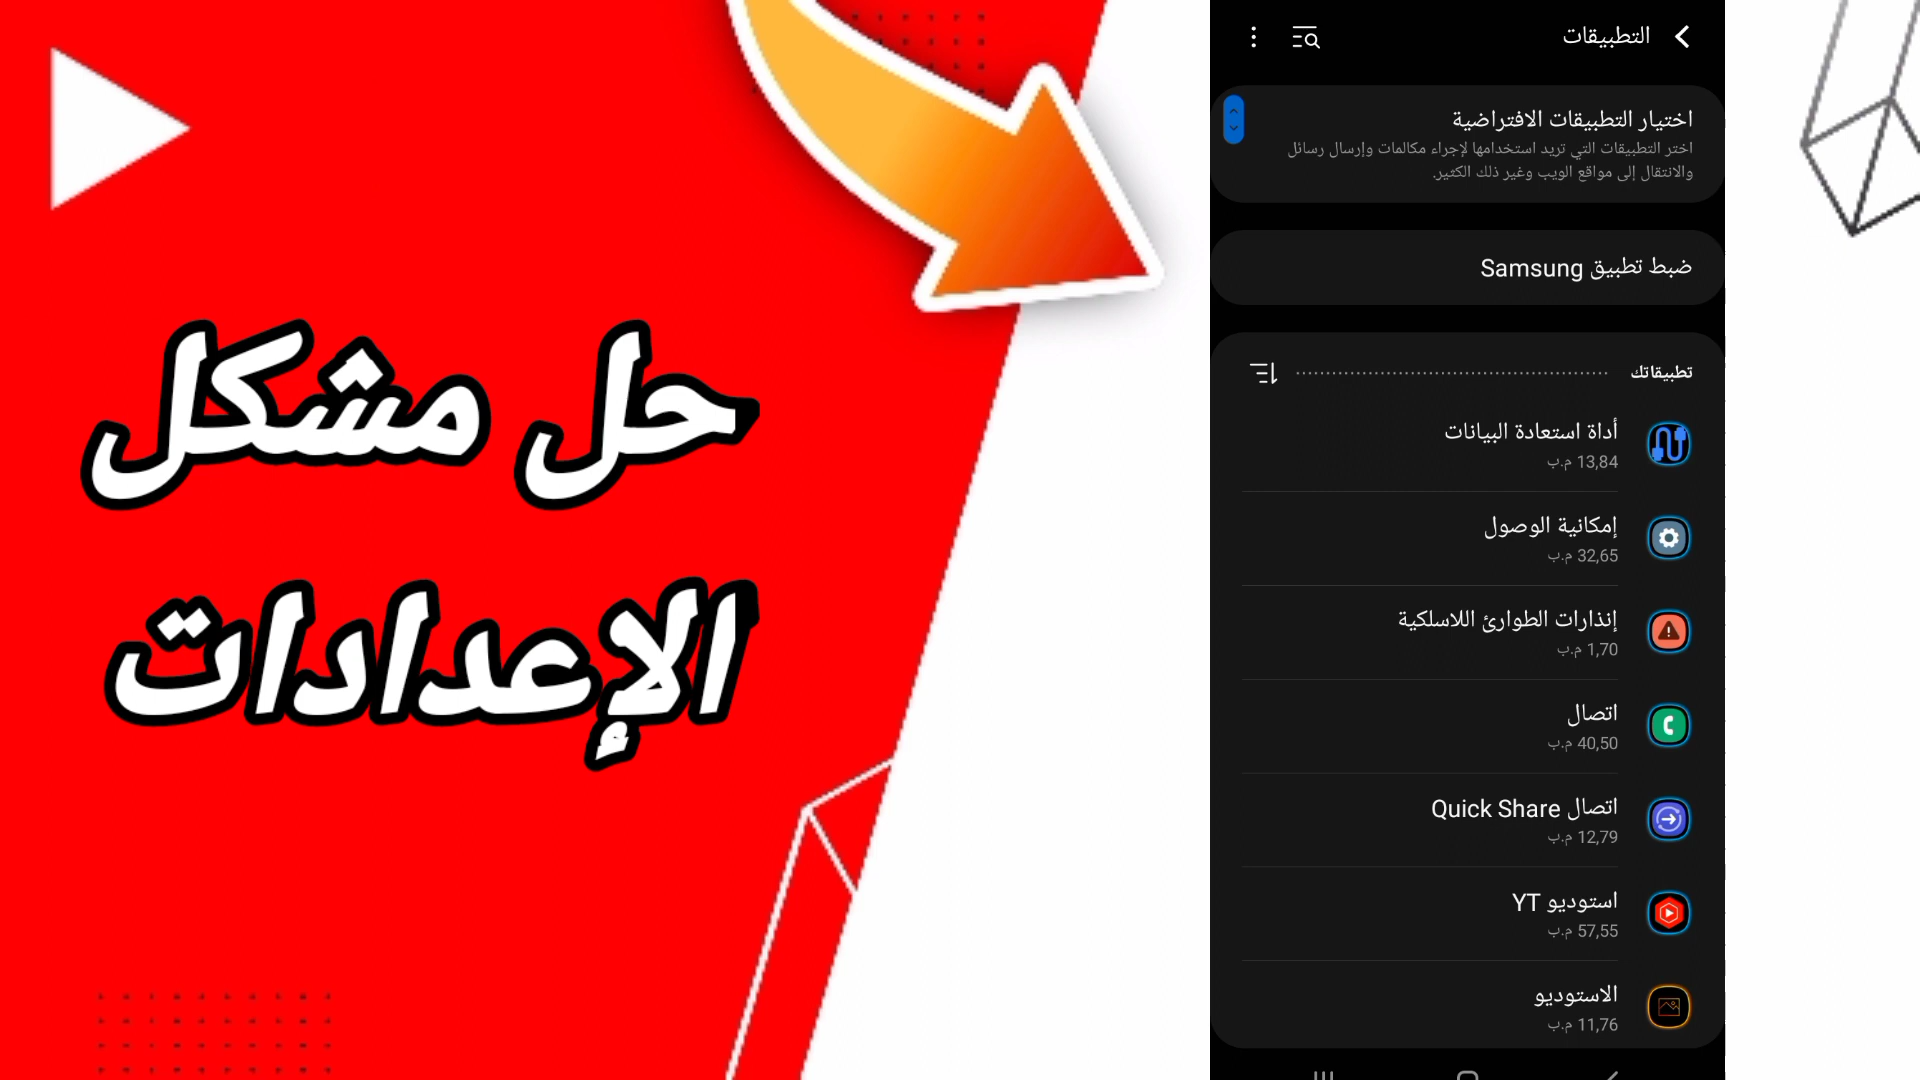 حل مشكل
الإعدادات
التطبيقات
اختيار التطبيقات الافتراضية
اختر التطبيقات التي تريد استخدامها لإجراء مكالمات وإرسال رسائل
والانتقال إلى مواقع الويب وغير ذلك الكثير.
ضبط تطبيق Samsung
تطبيقاتك
أداة استعادة البيانات
13,84 م.ب
إمكانية الوصول
32,65 م.ب
إنذارات الطوارئ اللاسلكية
1,70 م.ب
اتصال
40,50 م.ب
اتصال Quick Share
12,79 م.ب
استوديو YT
57,55 م.ب
الاستوديو
11,76 م.ب